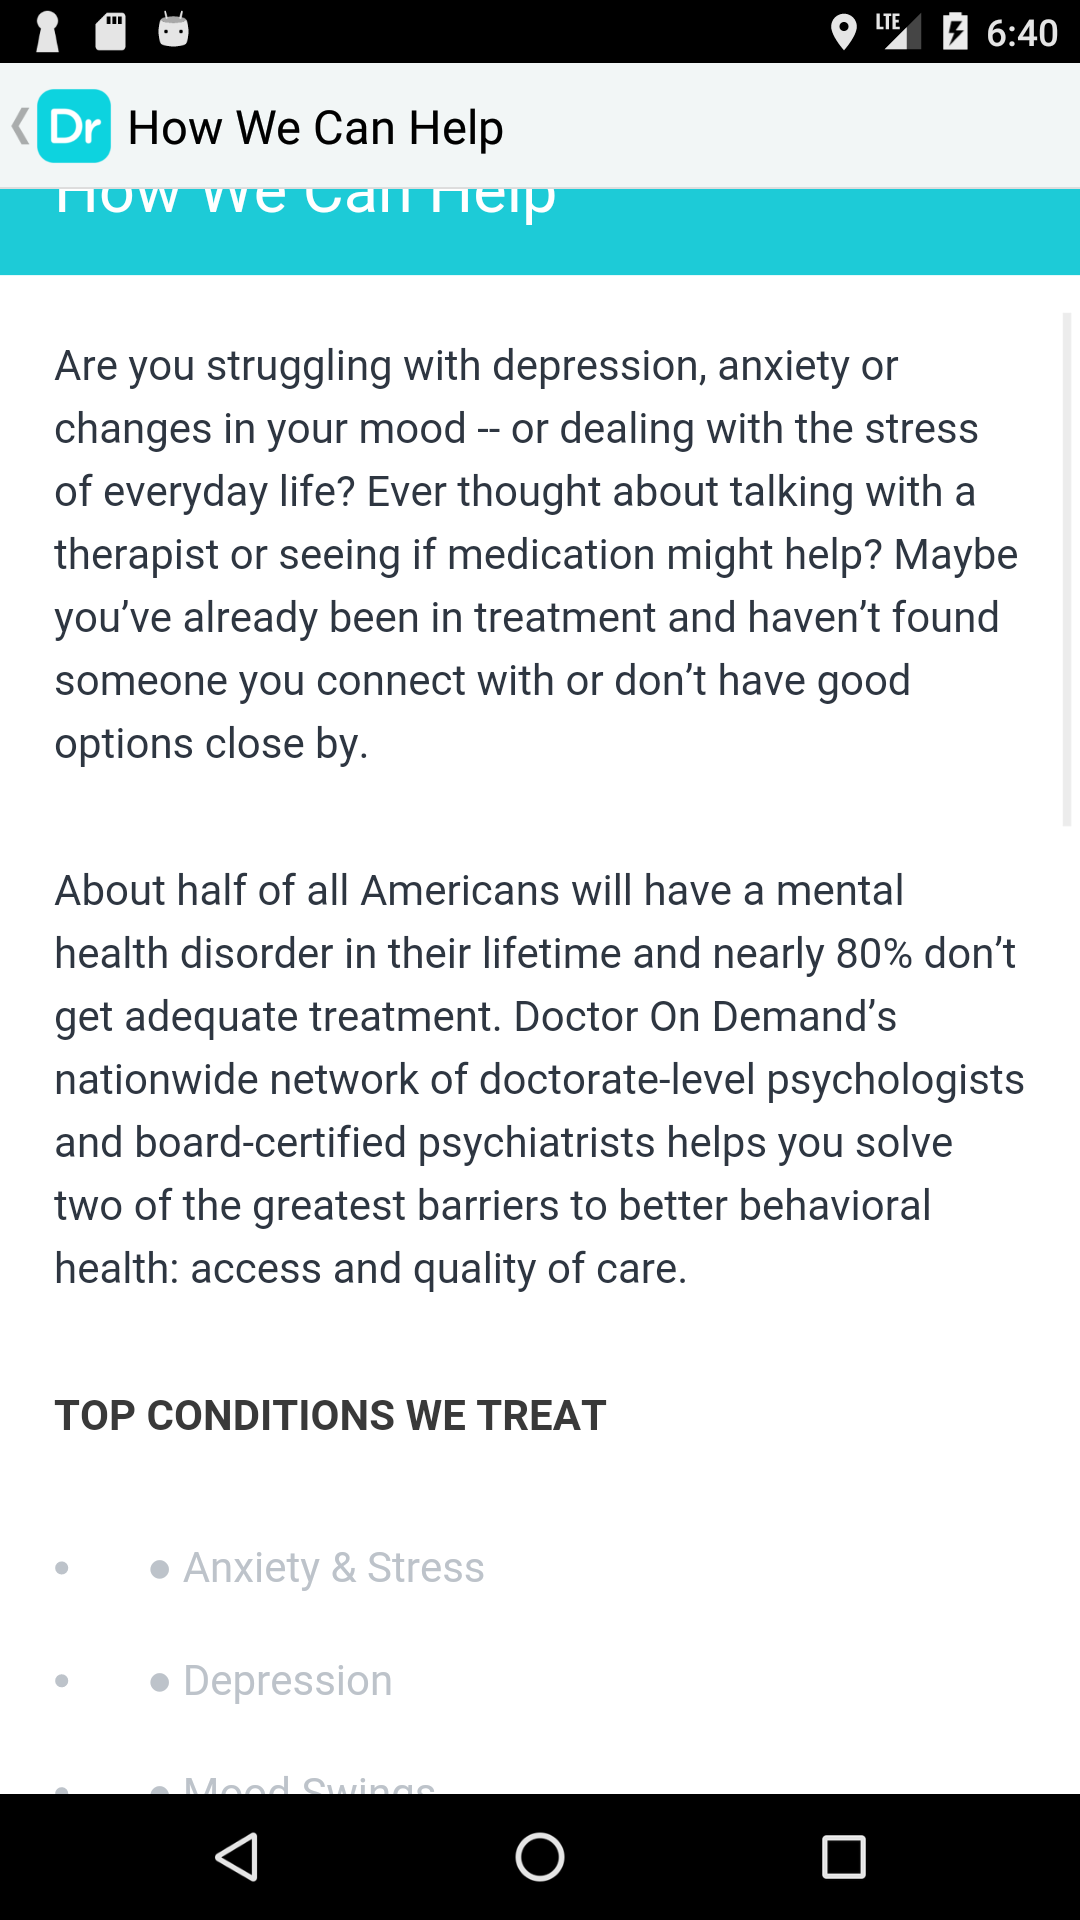 LTE 6:40
Dr How We Can Help
How We Can Help
Are you struggling with depression, anxiety or
changes in your mood -- or dealing with the stress
of everyday life? Ever thought about talking with a
therapist or seeing if medication might help? Maybe
you’ve already been in treatment and haven’t found
someone you connect with or don’t have good
options close by.
About half of all Americans will have a mental
health disorder in their lifetime and nearly 80% don’t
get adequate treatment. Doctor On Demand’s
nationwide network of doctorate-level psychologists
and board-certified psychiatrists helps you solve
two of the greatest barriers to better behavioral
health: access and quality of care.
TOP CONDITIONS WE TREAT
• ● Anxiety & Stress
• ● Depression
• ● Mood Swings